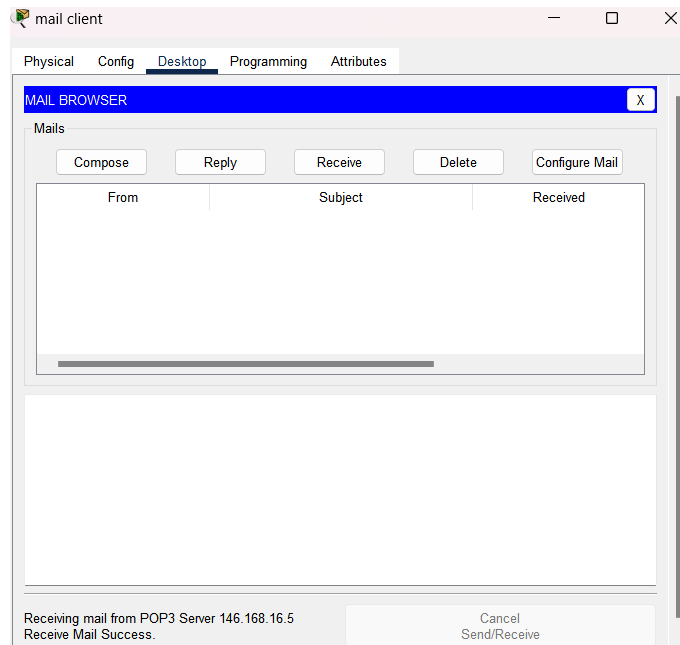 mail client
Physical Config Desktop Programming Attributes
MAIL BROWSER X
Mails
Compose Reply Receive Delete Configure Mail
From Subject Received
Receiving mail from POP3 Server 146.168.16.5
Receive Mail Success.
Cancel
Send/Receive